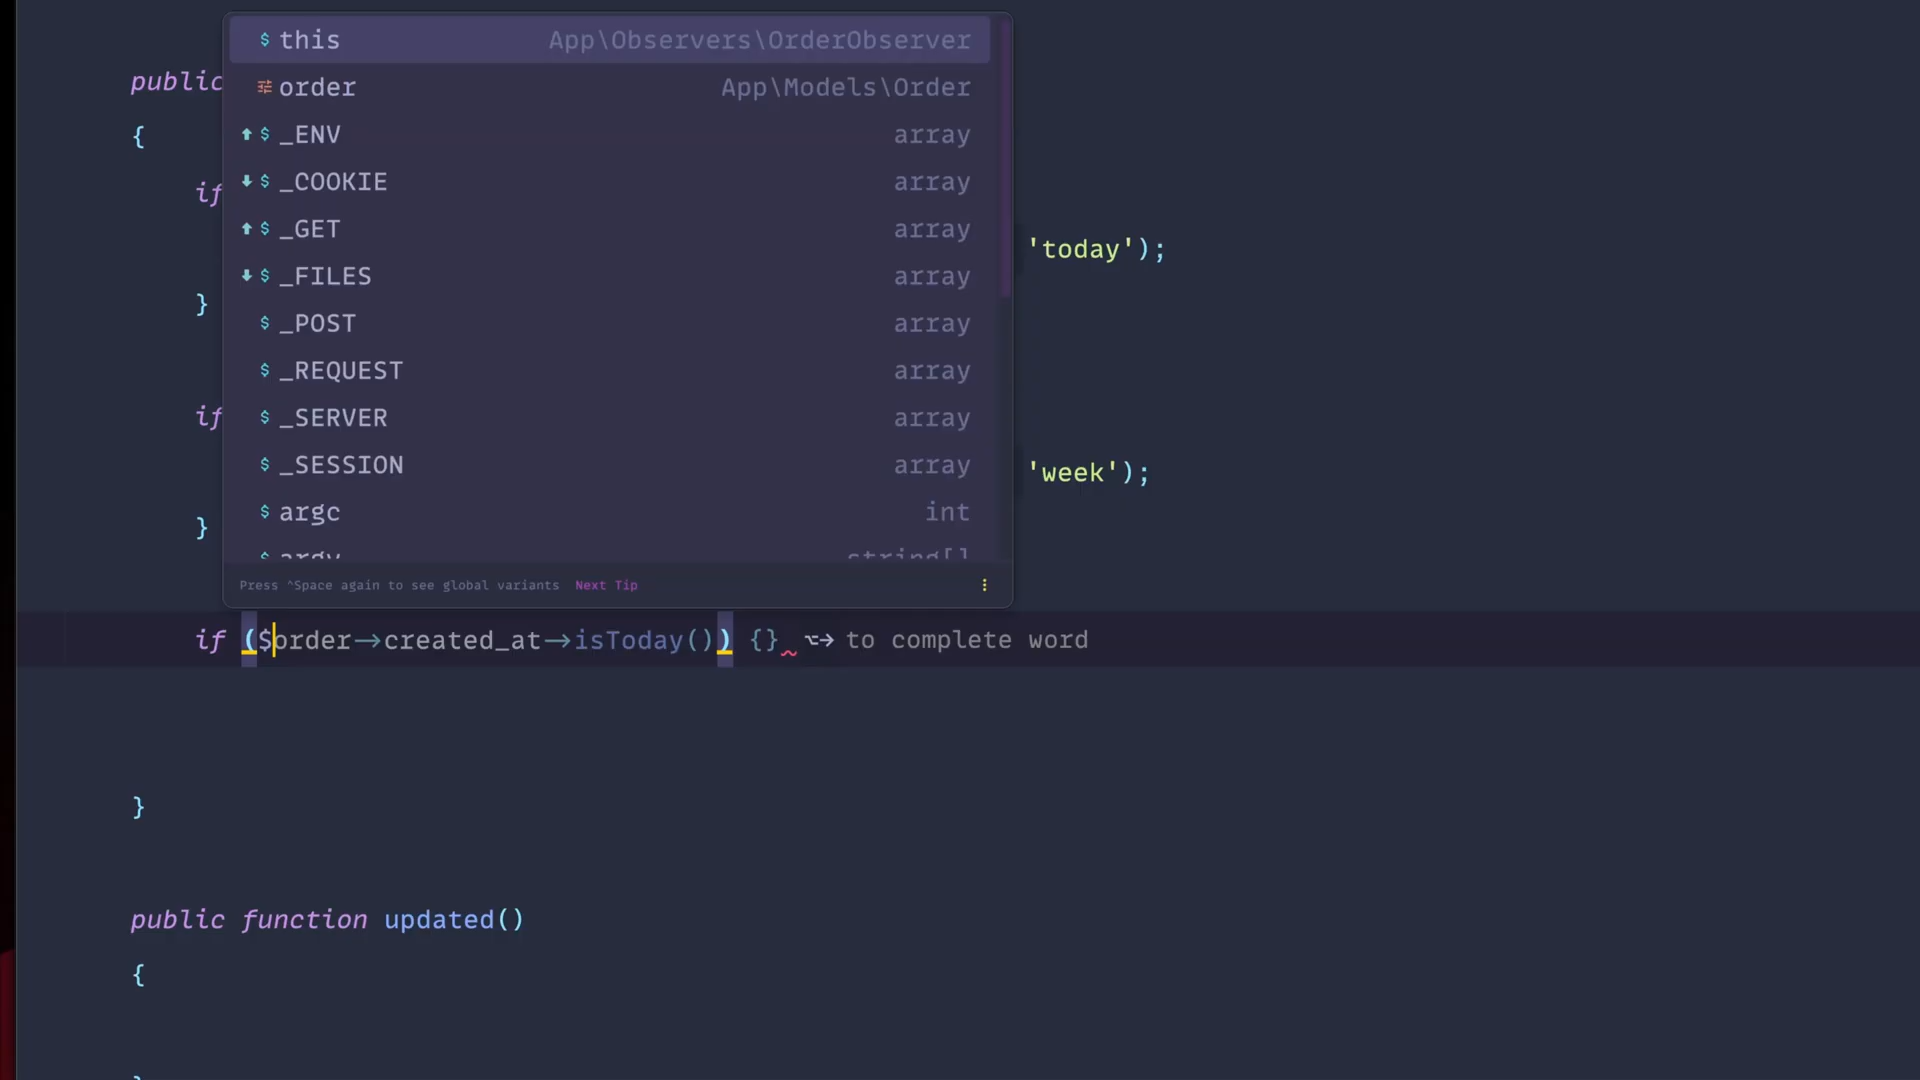 $ this App\Observers\OrderObserver
public order App\Models\Order
{ $ _ENV array
if $ _COOKIE array
$ _GET array
'today');
} $ _FILES array
$ _POST array
$ _REQUEST array
if $ _SERVER array
$ _SESSION array
'week');
} $ argc int
$ argv string[]
Press ^Space again to see global variants Next Tip
if ($order->created_at->isToday()) {} ⌥→ to complete word
}
public function updated()
{
}